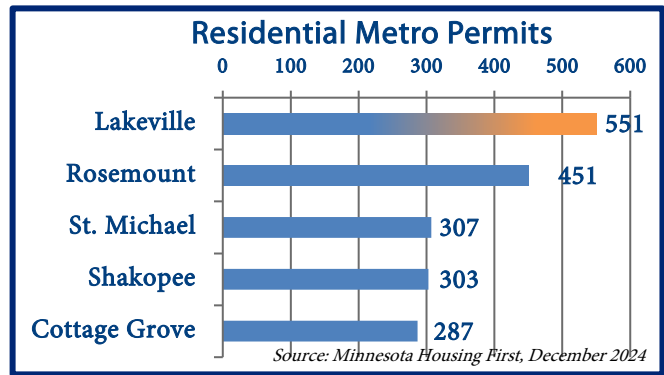 Residential Metro Permits
0 100 200 300 400 500 600
Lakeville 551
Rosemount 451
St. Michael 307
Shakopee 303
Cottage Grove 287
Source: Minnesota Housing First, December 2024